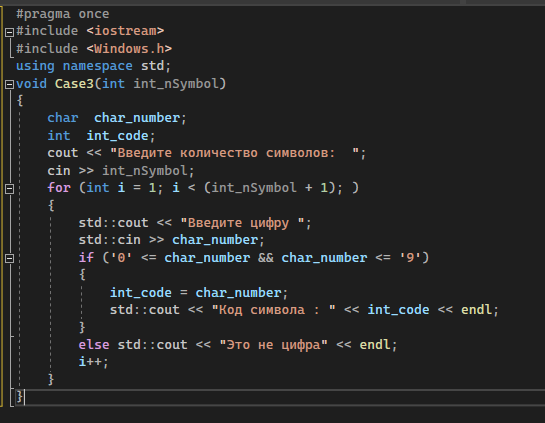 #pragma once
#include <iostream>
#include <Windows.h>
using namespace std;
void Case3(int int_nSymbol)
{
    char  char_number;
    int  int_code;
    cout << "Введите количество символов:  ";
    cin >> int_nSymbol;
    for (int i = 1; i < (int_nSymbol + 1); )
    {
        std::cout << "Введите цифру ";
        std::cin >> char_number;
        if ('0' <= char_number && char_number <= '9')
        {
            int_code = char_number;
            std::cout << "Код символа : " << int_code << endl;
        }
        else std::cout << "Это не цифра" << endl;
        i++;
    }
}